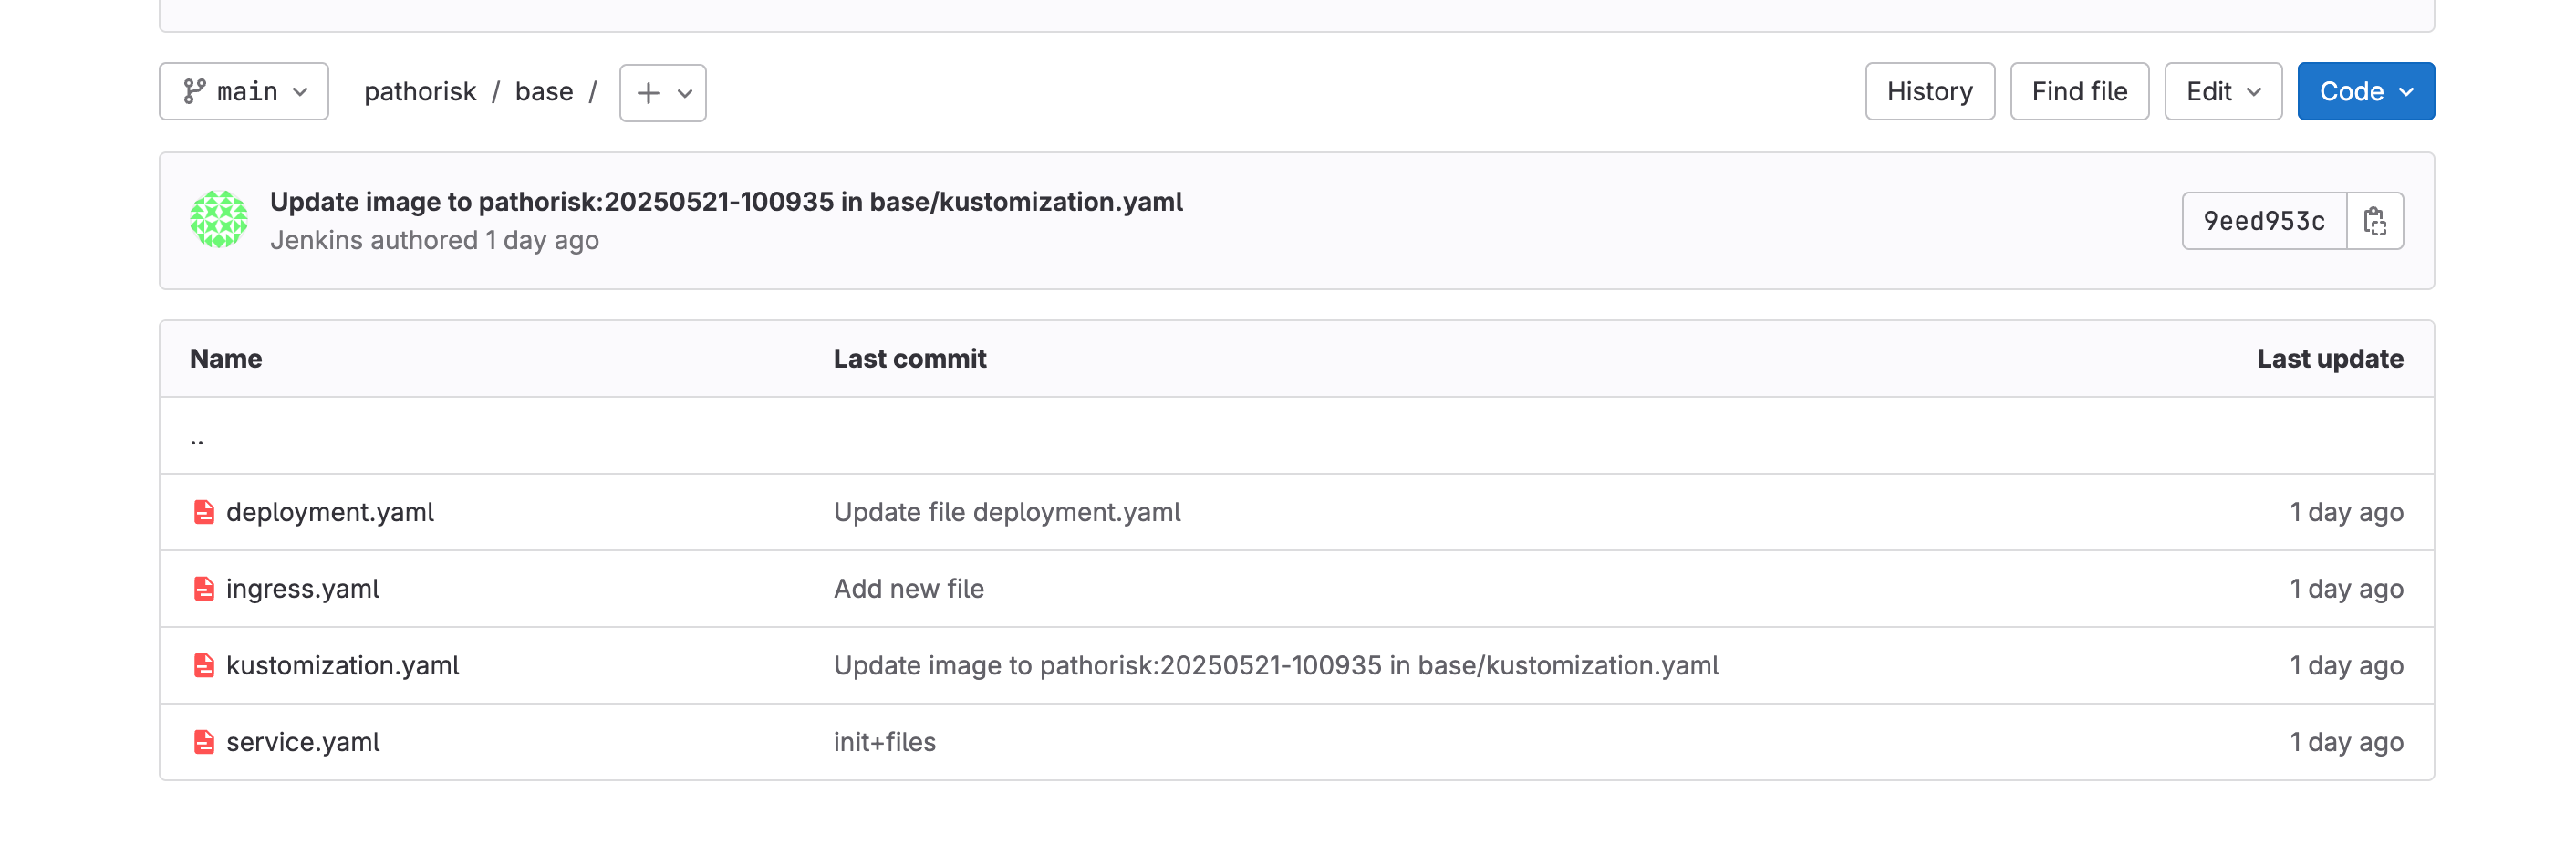 main pathorisk / base / History Find file Edit Code
Update image to pathorisk:20250521-100935 in base/kustomization.yaml
Jenkins authored 1 day ago
9eed953c
Name Last commit Last update
..
deployment.yaml Update file deployment.yaml 1 day ago
ingress.yaml Add new file 1 day ago
kustomization.yaml Update image to pathorisk:20250521-100935 in base/kustomization.yaml 1 day ago
service.yaml init+files 1 day ago